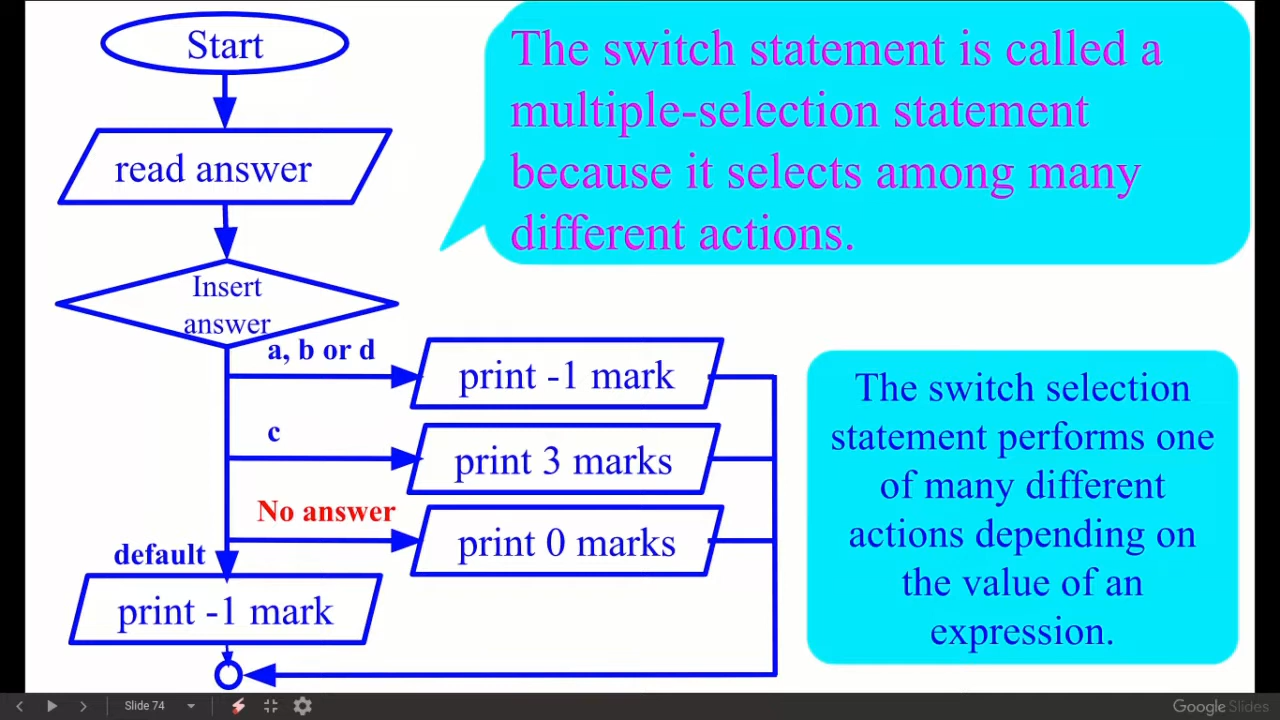 Start
read answer
Insert
answer
a, b or d
print -1 mark
c
print 3 marks
No answer
print 0 marks
default
print -1 mark
The switch statement is called a
multiple-selection statement
because it selects among many
different actions.
The switch selection
statement performs one
of many different
actions depending on
the value of an
expression.
Slide 74
Google Slides